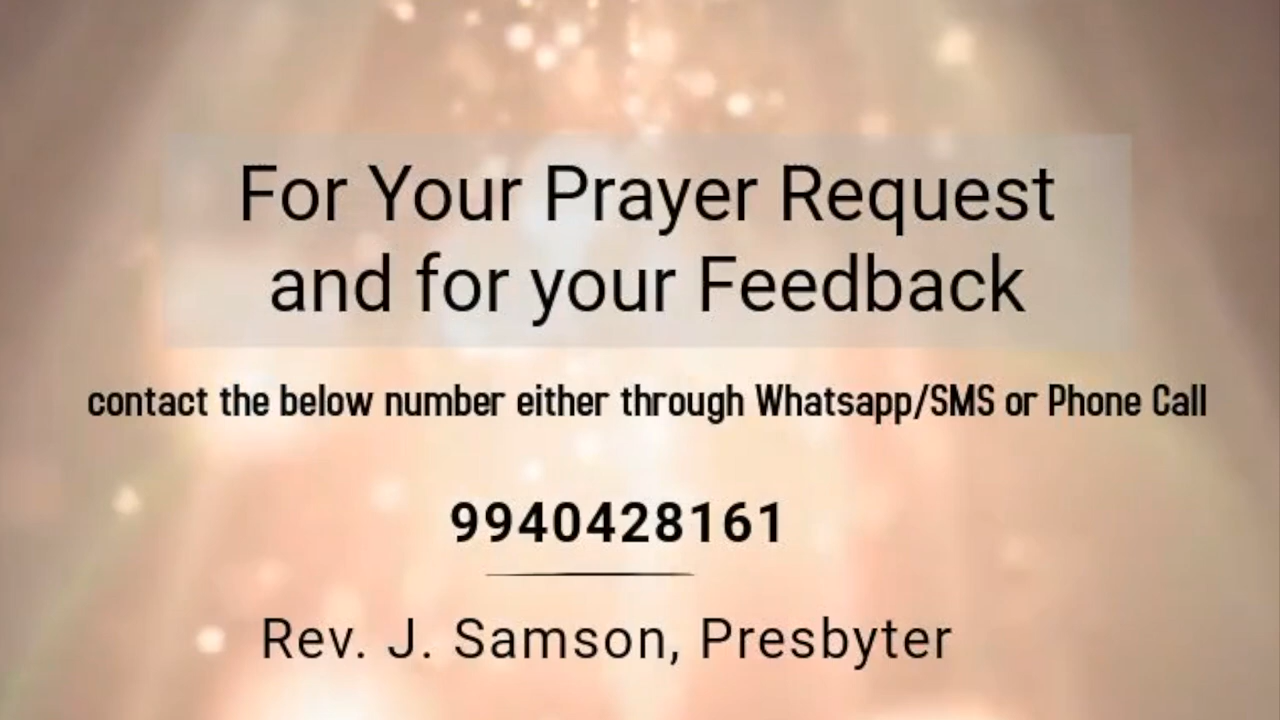 For Your Prayer Request
and for your Feedback
contact the below number either through Whatsapp/SMS or Phone Call
9940428161
Rev. J. Samson, Presbyter